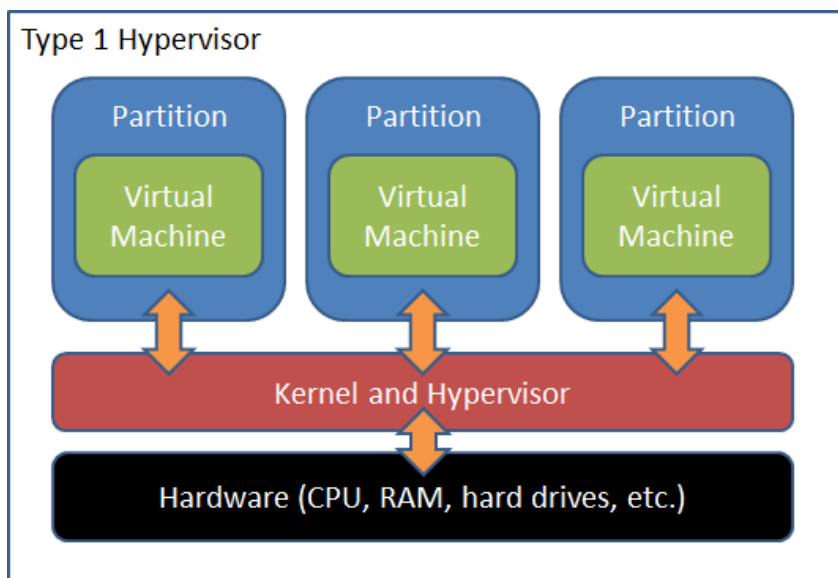 Type 1 Hypervisor
Partition
Virtual
Machine
Partition
Virtual
Machine
Partition
Virtual
Machine
Kernel and Hypervisor
Hardware (CPU, RAM, hard drives, etc.)